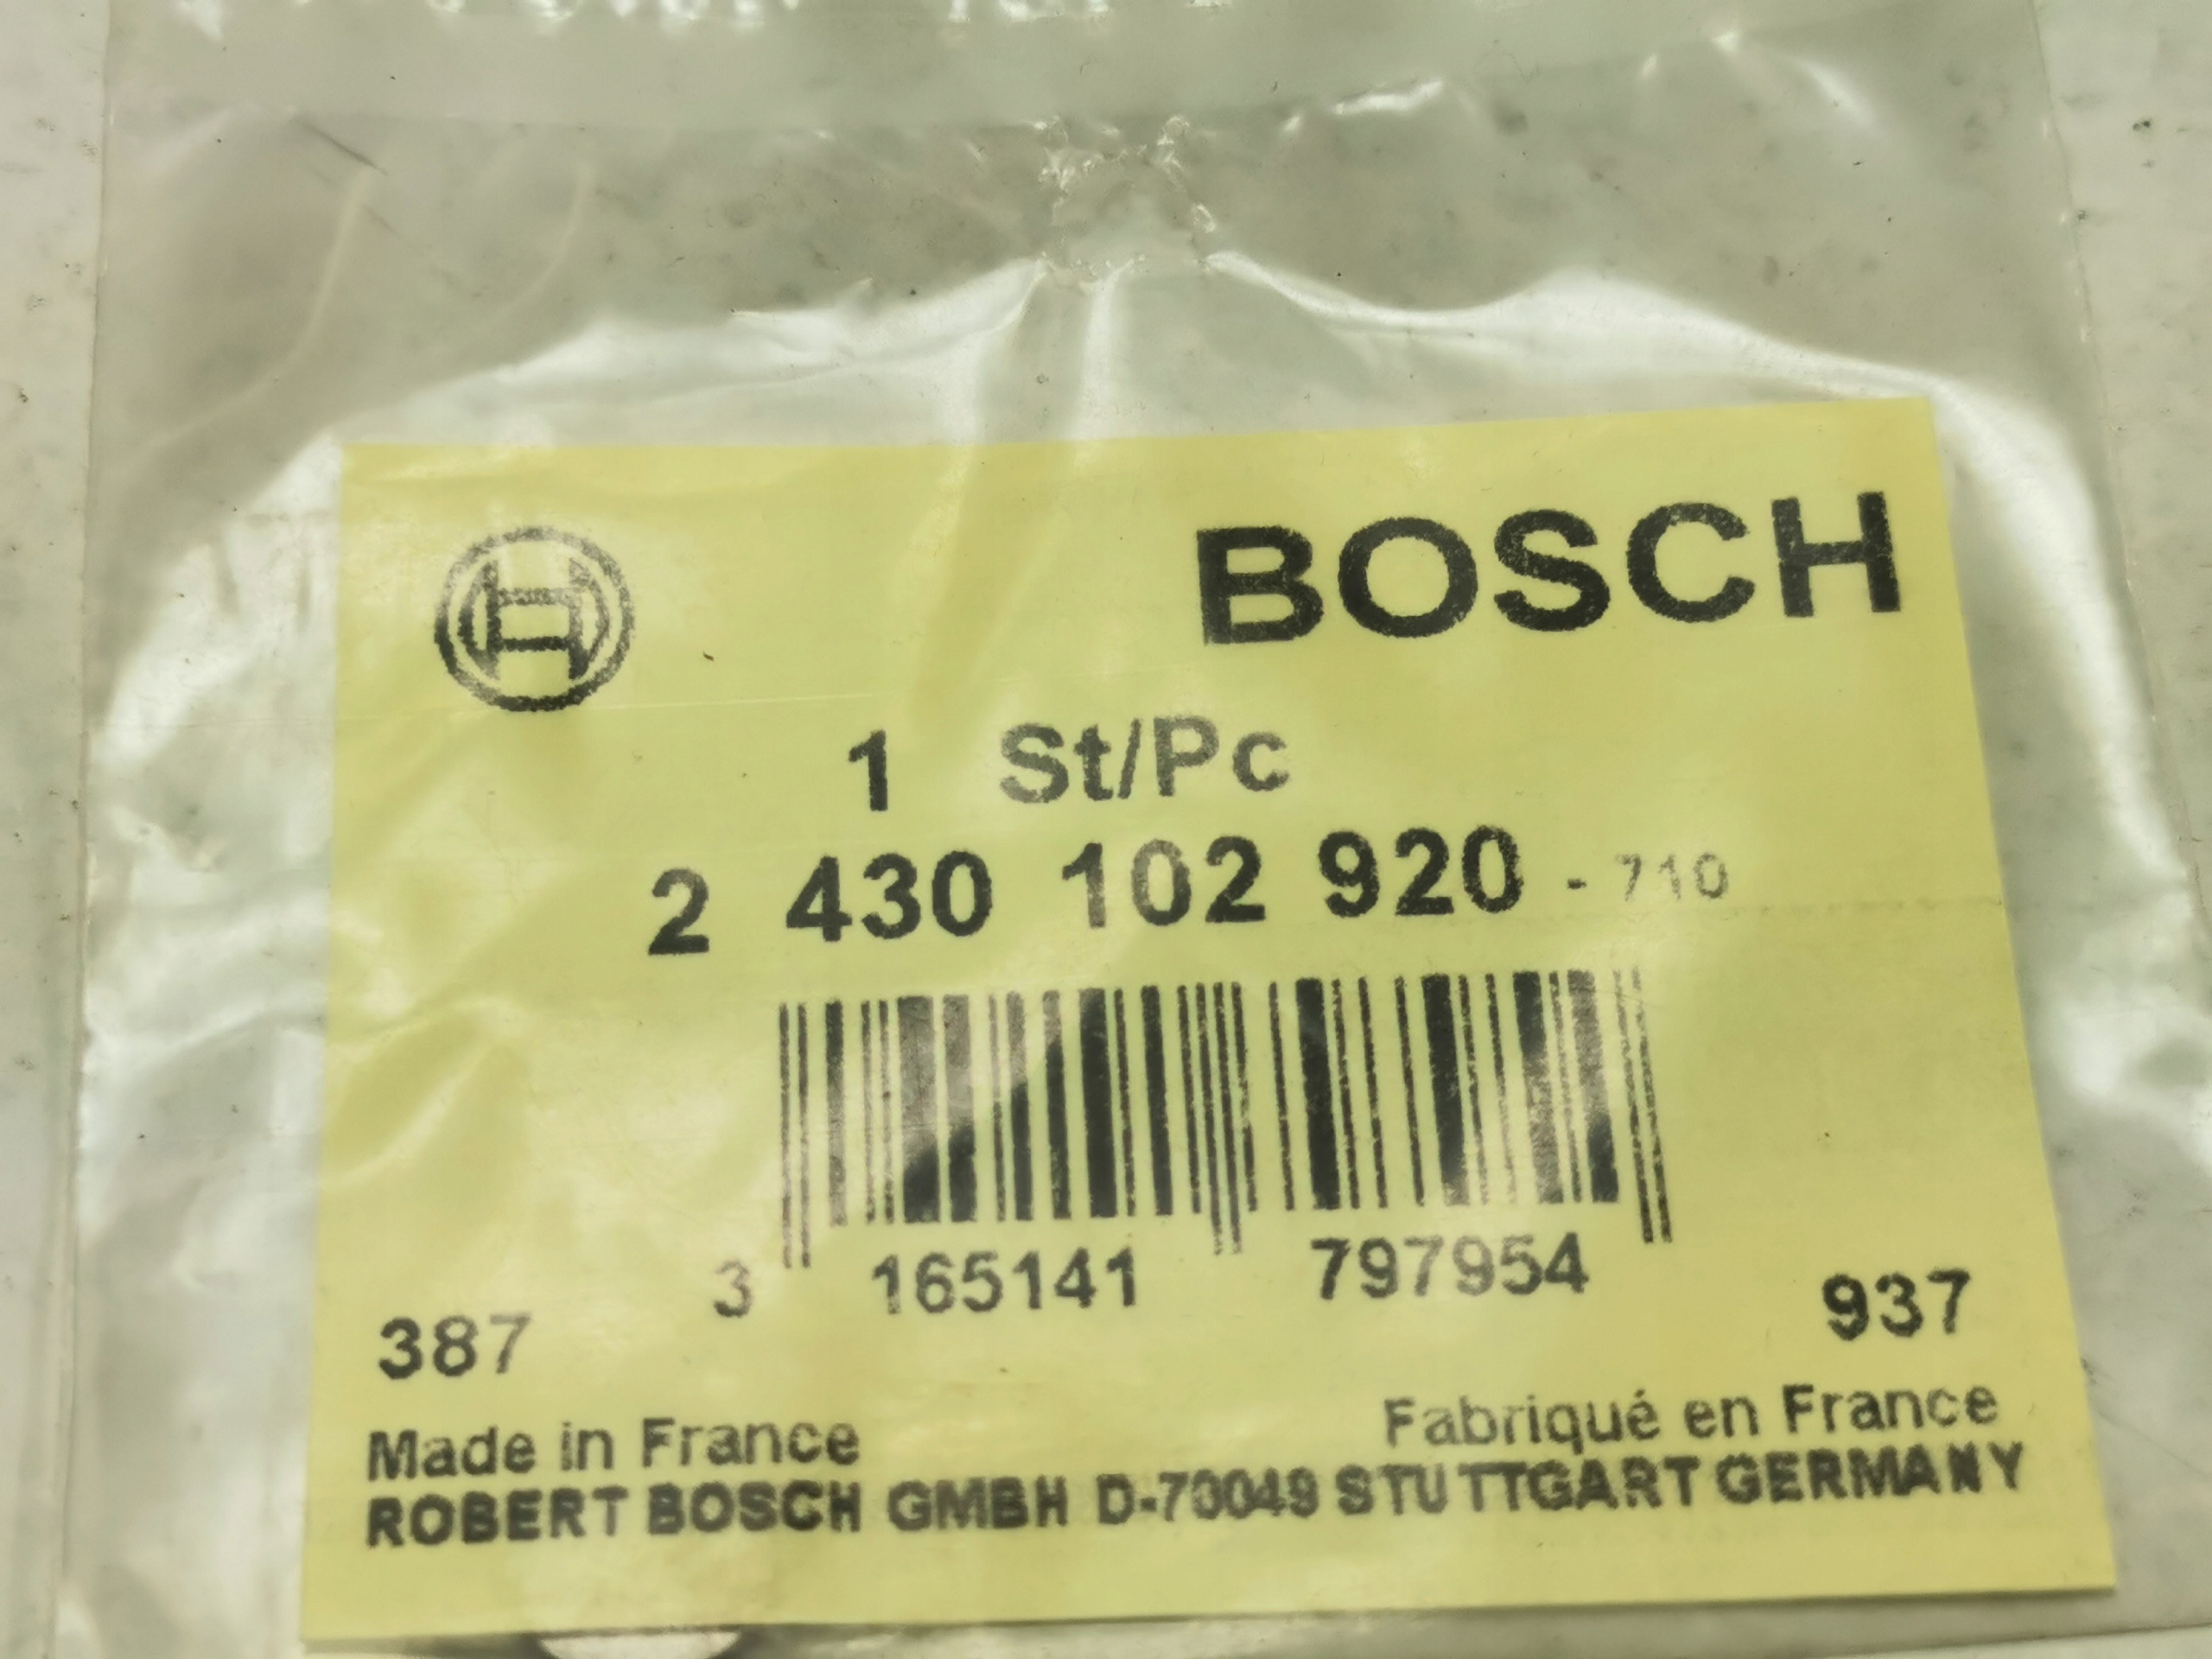 BOSCH
1 St/Pc
2 430 102 920 - 710
3 165141 797954
387 937
Made in France Fabriqué en France
ROBERT BOSCH GMBH D-70049 STUTTGART GERMANY